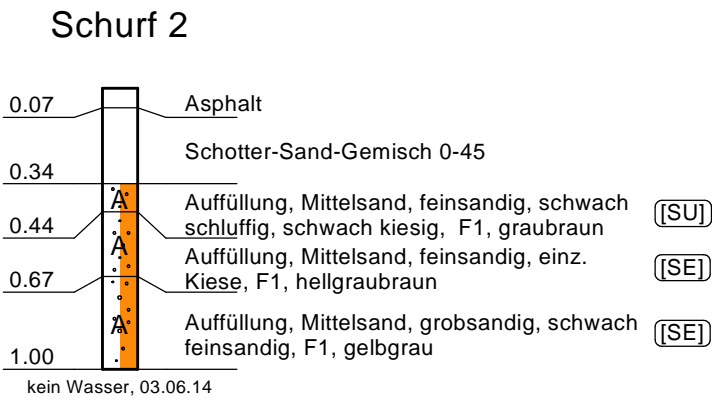 Schurf 2
0.07 Asphalt
Schotter-Sand-Gemisch 0-45
0.34
A Auffüllung, Mittelsand, feinsandig, schwach [SU]
0.44 schluffig, schwach kiesig, F1, graubraun
A Auffüllung, Mittelsand, feinsandig, einz. [SE]
0.67 Kiese, F1, hellgraubraun
A Auffüllung, Mittelsand, grobsandig, schwach [SE]
feinsandig, F1, gelbgrau
1.00
kein Wasser, 03.06.14